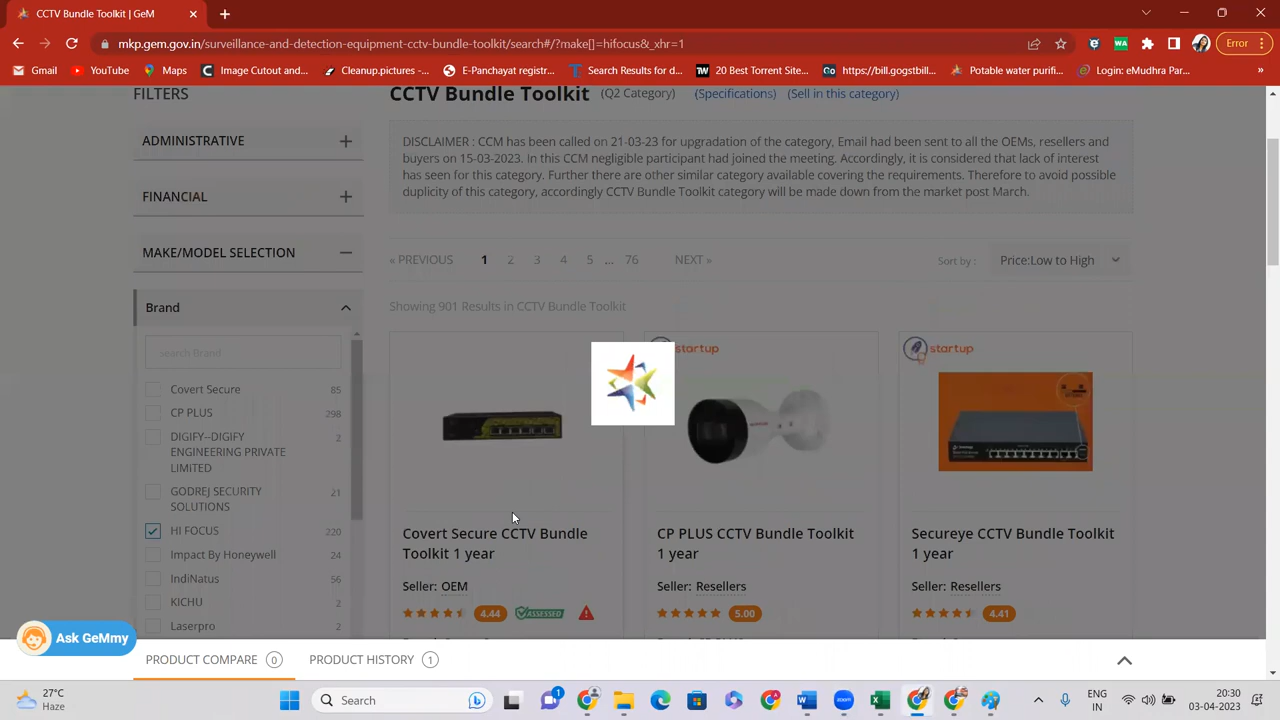 CCTV Bundle Toolkit | GeM
mkp.gem.gov.in/surveillance-and-detection-equipment-cctv-bundle-toolkit/search#/?make[]=hifocus&_xhr=1
WA
Error
Gmail
YouTube
Maps
Image Cutout and...
Cleanup.pictures -...
E-Panchayat registr...
Search Results for d...
20 Best Torrent Site...
https://bill.gogstbill...
Potable water purifi...
Login: eMudhra Par...
»
FILTERS
CCTV Bundle Toolkit (Q2 Category) (Specifications) (Sell in this category)
ADMINISTRATIVE
FINANCIAL
MAKE/MODEL SELECTION
DISCLAIMER : CCM has been called on 21-03-23 for upgradation of the category, Email had been sent to all the OEMs, resellers and
buyers on 15-03-2023. In this CCM negligible participant had joined the meeting. Accordingly, it is considered that lack of interest
has seen for this category. Further there are other similar category available covering the requirements. Therefore to avoid possible
duplicity of this category, accordingly CCTV Bundle Toolkit category will be made down from the market post March.
« PREVIOUS 1 2 3 4 5 ... 76 NEXT »
Sort by : Price:Low to High
Showing 901 Results in CCTV Bundle Toolkit
Brand
Search Brand
Covert Secure 85
CP PLUS 298
DIGIFY--DIGIFY 2
ENGINEERING PRIVATE
LIMITED
GODREJ SECURITY 21
SOLUTIONS
HI FOCUS 220
Impact By Honeywell 24
IndiNatus 56
KICHU 2
Laserpro
startup
startup
Covert Secure CCTV Bundle
Toolkit 1 year
Seller: OEM
4.44 ASSESSED
CP PLUS CCTV Bundle Toolkit
1 year
Seller: Resellers
5.00
Secureye CCTV Bundle Toolkit
1 year
Seller: Resellers
4.41
Ask GeMmy
PRODUCT COMPARE 0
PRODUCT HISTORY 1
27°C
Haze
Search
1
zoom
ENG
IN
20:30
03-04-2023